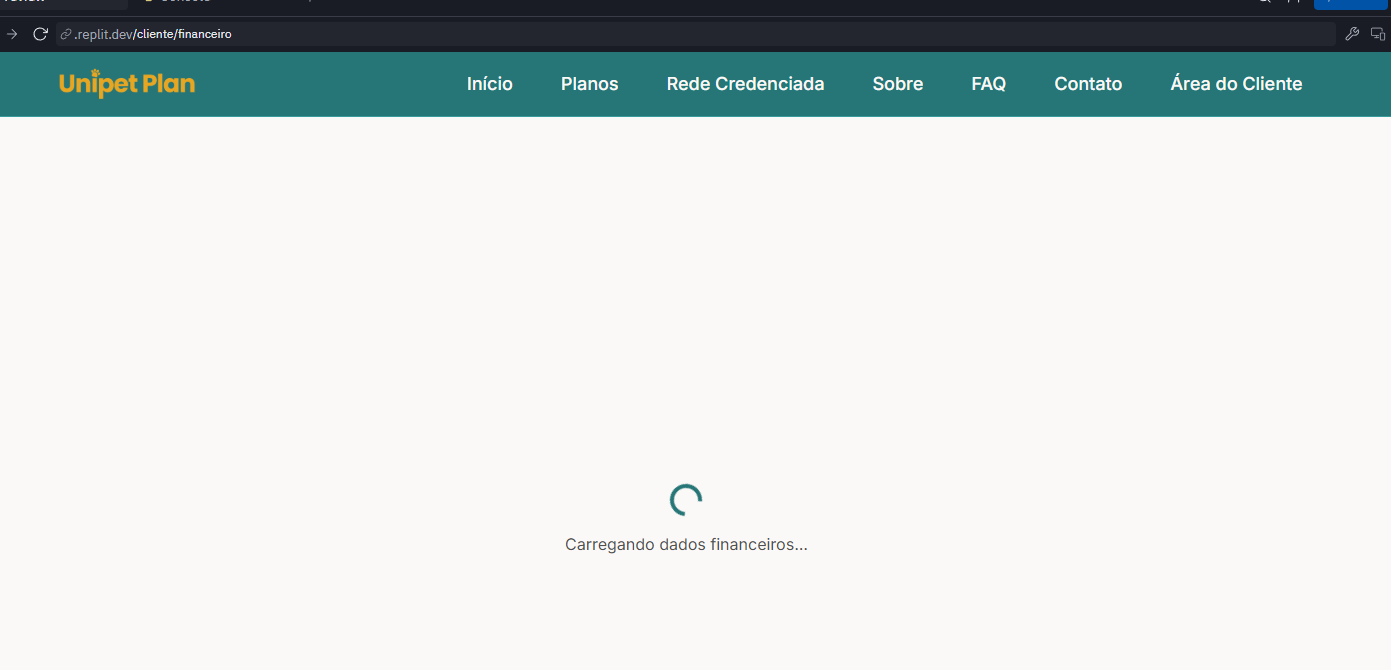 .replit.dev/cliente/financeiro
Unipet Plan
Início
Planos
Rede Credenciada
Sobre
FAQ
Contato
Área do Cliente
Carregando dados financeiros...